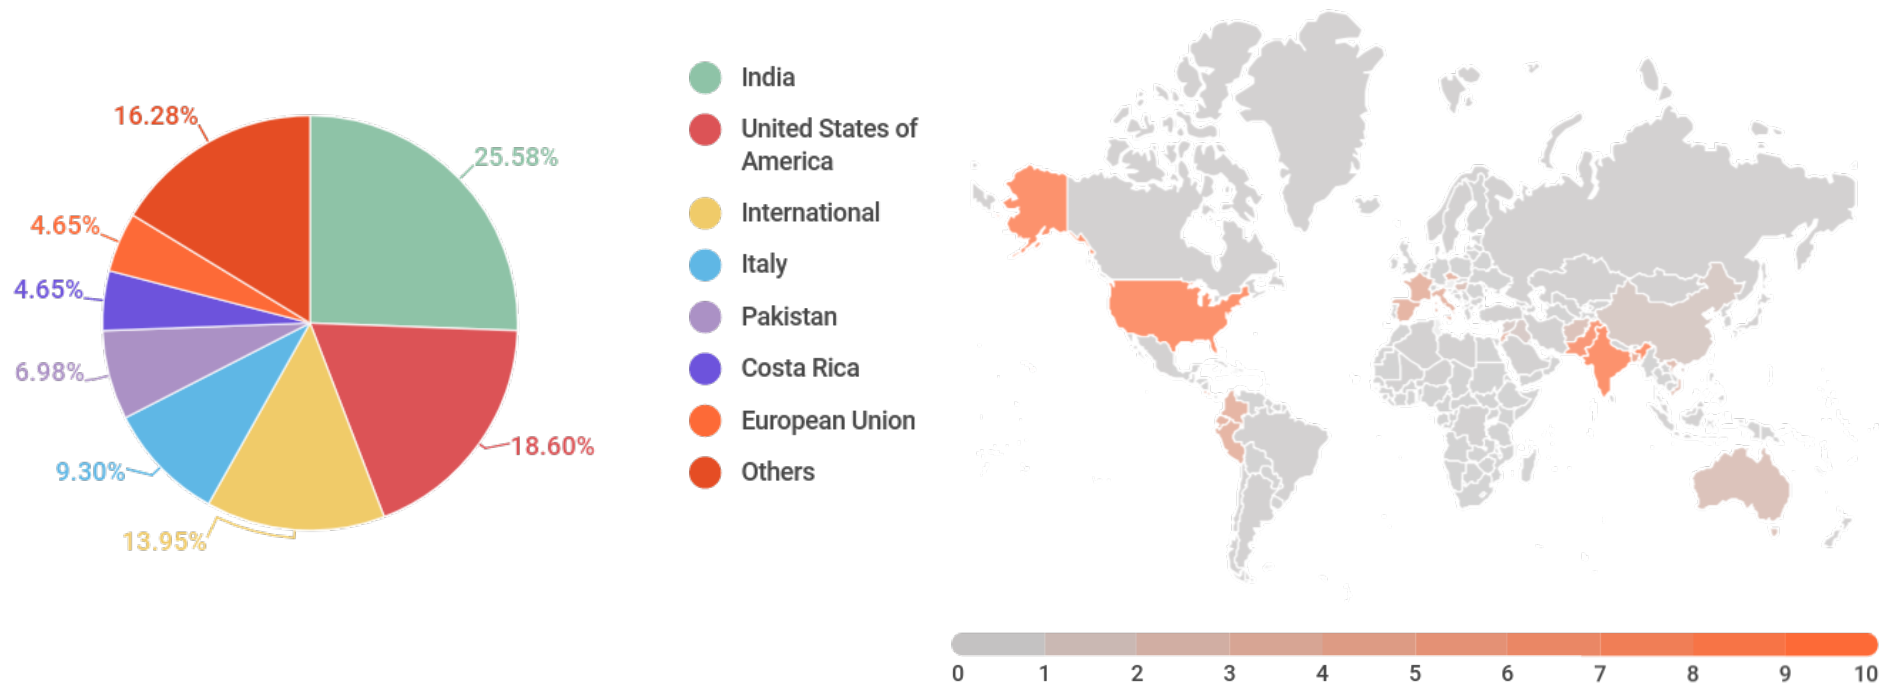 16.28%
25.58%
4.65%
4.65%
6.98%
9.30%
13.95%
18.60%
India
United States of
America
International
Italy
Pakistan
Costa Rica
European Union
Others
0 1 2 3 4 5 6 7 8 9 10